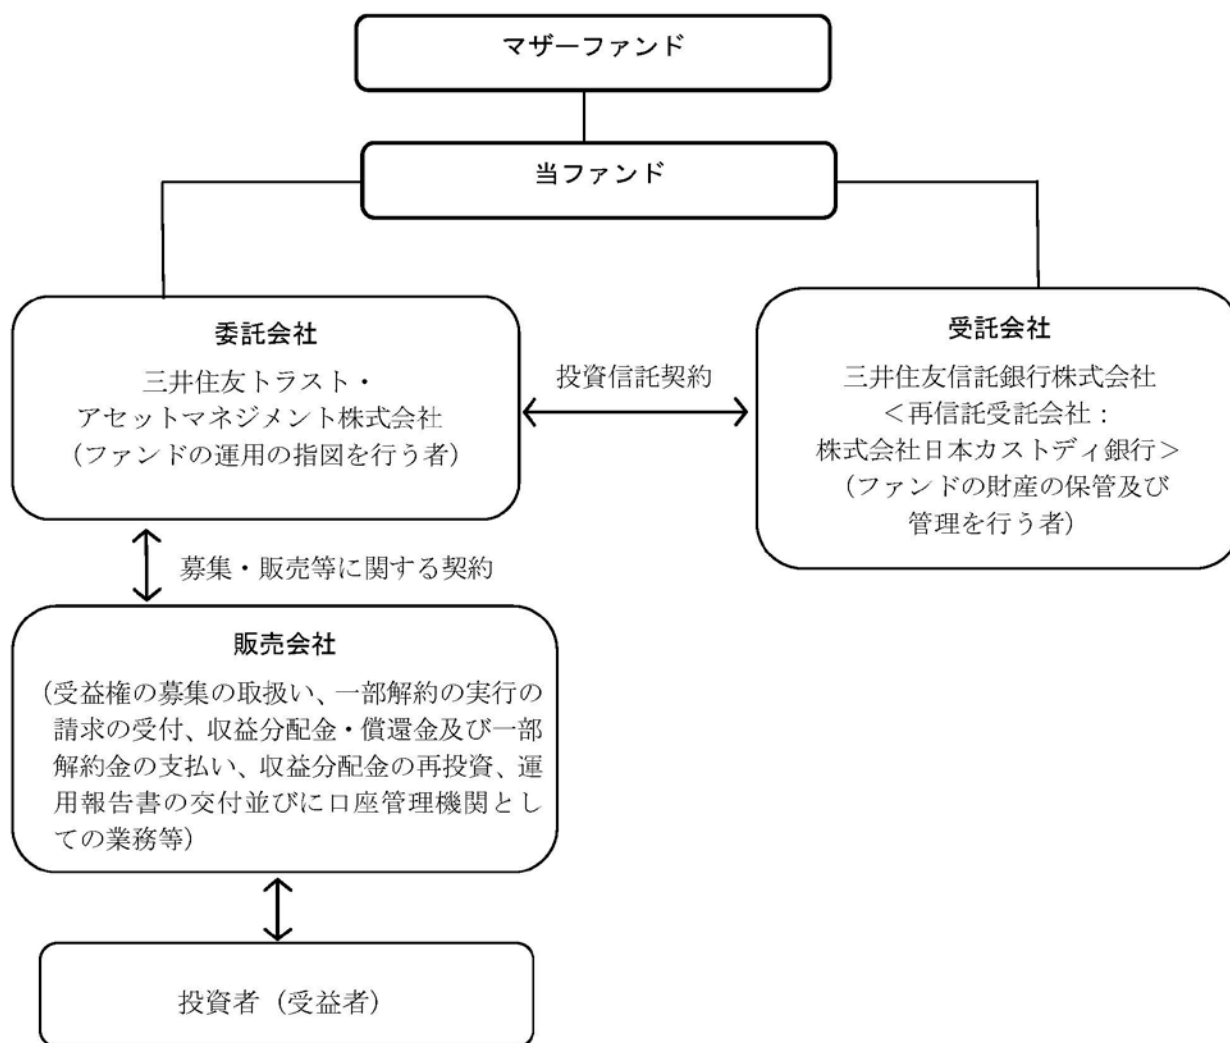 マザーファンド
当ファンド
委託会社
三井住友トラスト・
アセットマネジメント株式会社
（ファンドの運用の指図を行う者）
投資信託契約
受託会社
三井住友信託銀行株式会社
＜再信託受託会社：
株式会社日本カストディ銀行＞
（ファンドの財産の保管及び
管理を行う者）
募集・販売等に関する契約
販売会社
（受益権の募集の取扱い、一部解約の実行の
請求の受付、収益分配金・償還金及び一部
解約金の支払い、収益分配金の再投資、運
用報告書の交付並びに口座管理機関とし
ての業務等）
投資者（受益者）